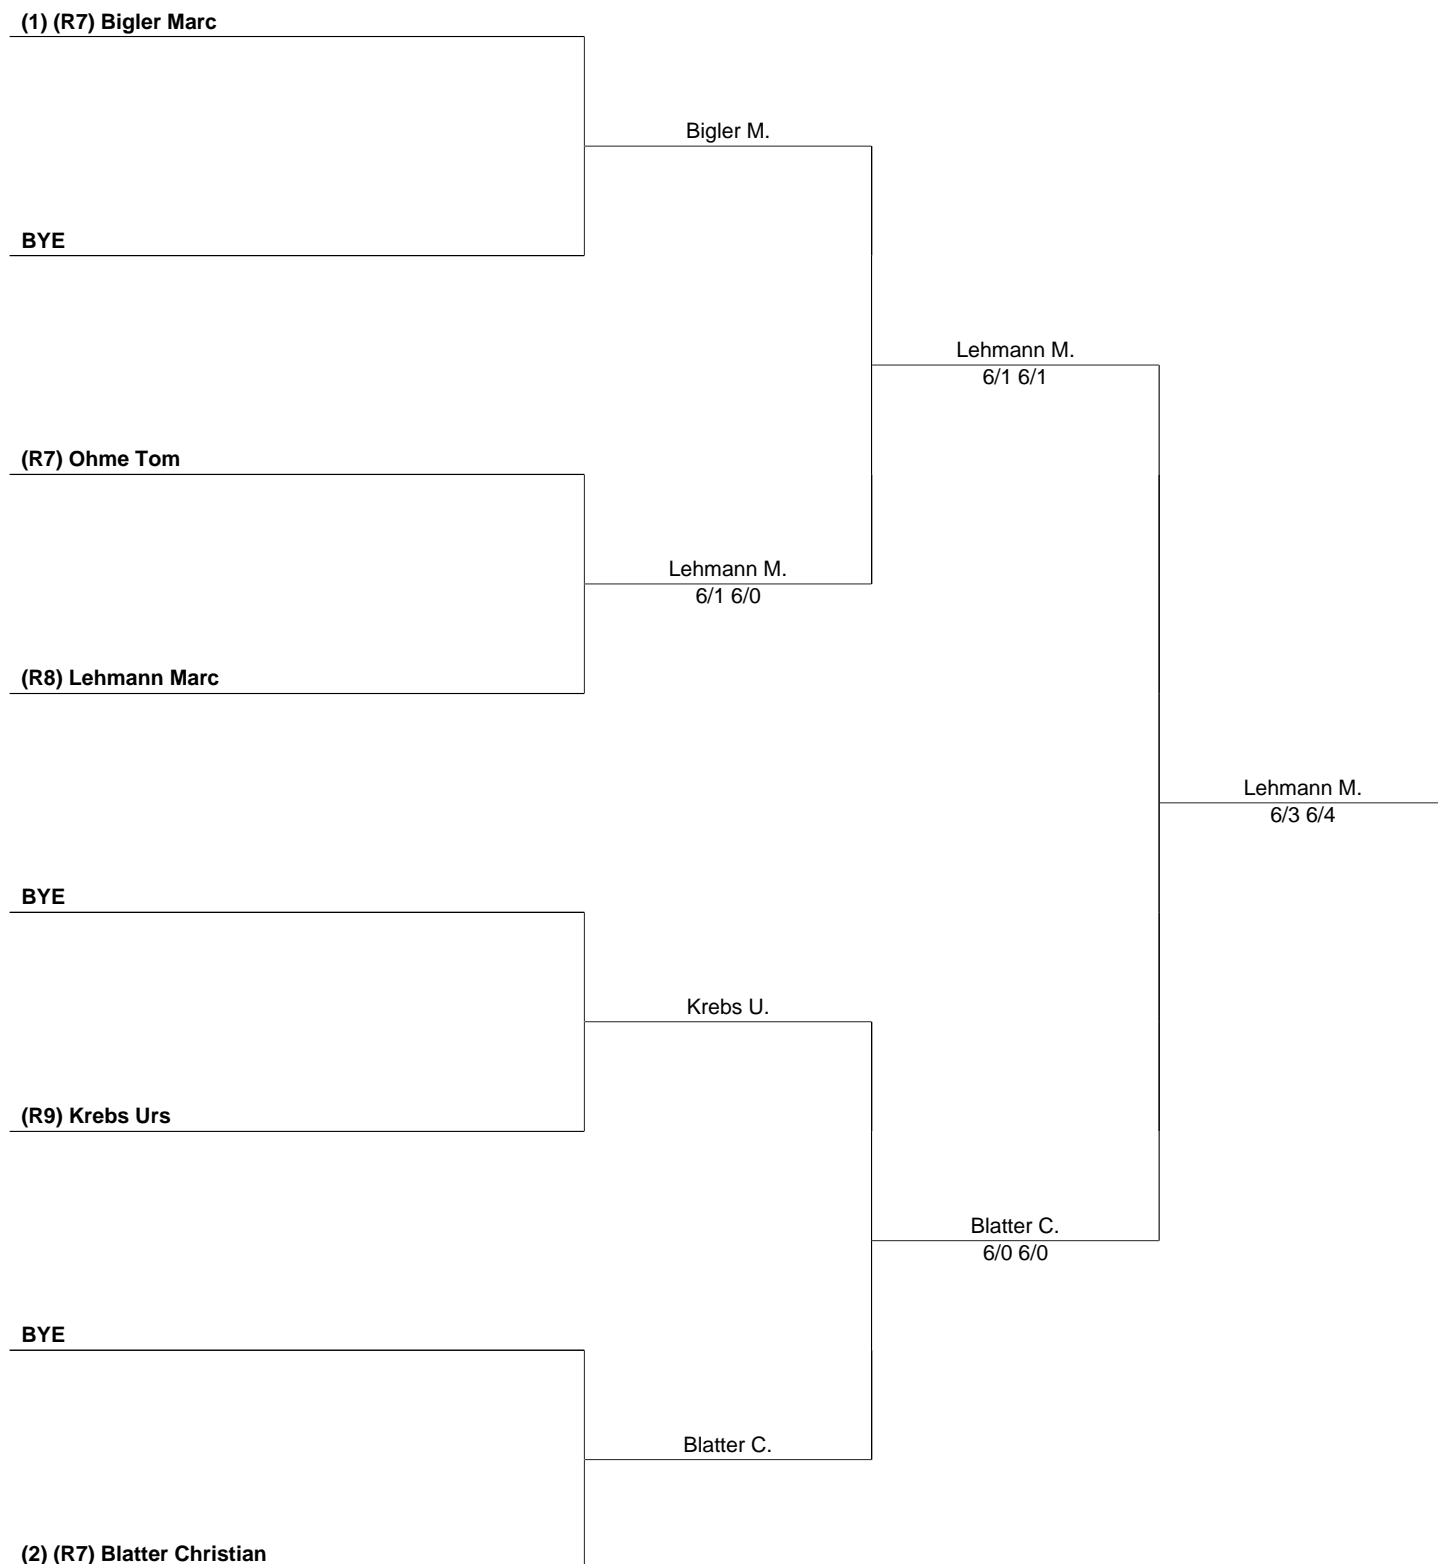 (1) (R7) Bigler Marc
Bigler M.
BYE
Lehmann M.
6/1 6/1
(R7) Ohme Tom
Lehmann M.
6/1 6/0
(R8) Lehmann Marc
Lehmann M.
6/3 6/4
BYE
Krebs U.
(R9) Krebs Urs
Blatter C.
6/0 6/0
BYE
Blatter C.
(2) (R7) Blatter Christian